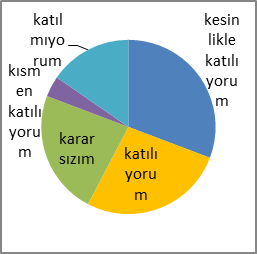 katıl
mıyo
rum
kesin
likle
katılı
yoru
m
kısm
en
katılı
yoru
m
karar
sızım
katılı
yoru
m